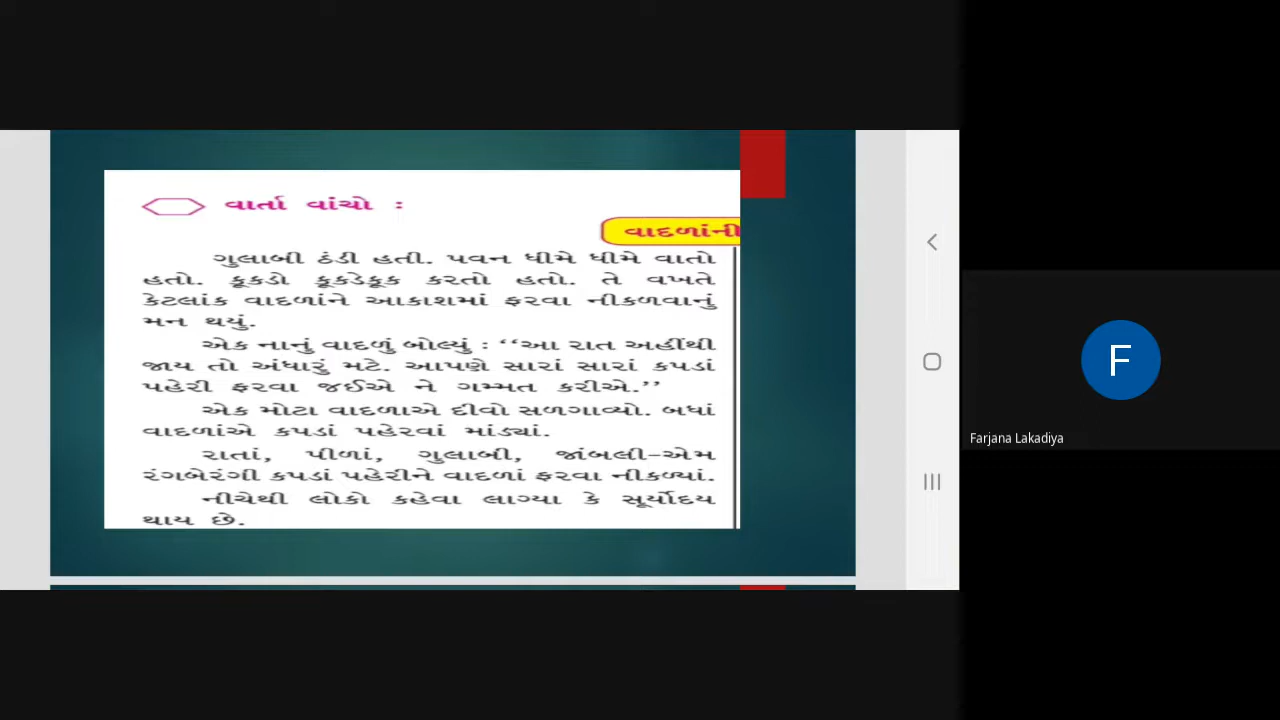 વાર્તા વાંચો :
વાદળાંની
ગુલાબી ઠંડી હતી. પવન ધીમે ધીમે વાતો
હતો. કૂકડો કૂકડેકૂક કરતો હતો. તે વખતે
કેટલાંક વાદળાંને આકાશમાં ફરવા નીકળવાનું
મન થયું.
એક નાનું વાદળું બોલ્યું : ‘‘આ રાત અહીંથી
જાય તો અંધારું મટે. આપણે સારાં સારાં કપડાં
પહેરી ફરવા જઈએ ને ગમ્મત કરીએ.’’
એક મોટા વાદળાએ દીવો સળગાવ્યો. બધાં
વાદળાંએ કપડાં પહેરવાં માંડ્યાં.
રાતાં, પીળાં, ગુલાબી, જાંબલી-એમ
રંગબેરંગી કપડાં પહેરીને વાદળાં ફરવા નીકળ્યાં.
નીચેથી લોકો કહેવા લાગ્યા કે સૂર્યોદય
થાય છે.
F
Farjana Lakadiya